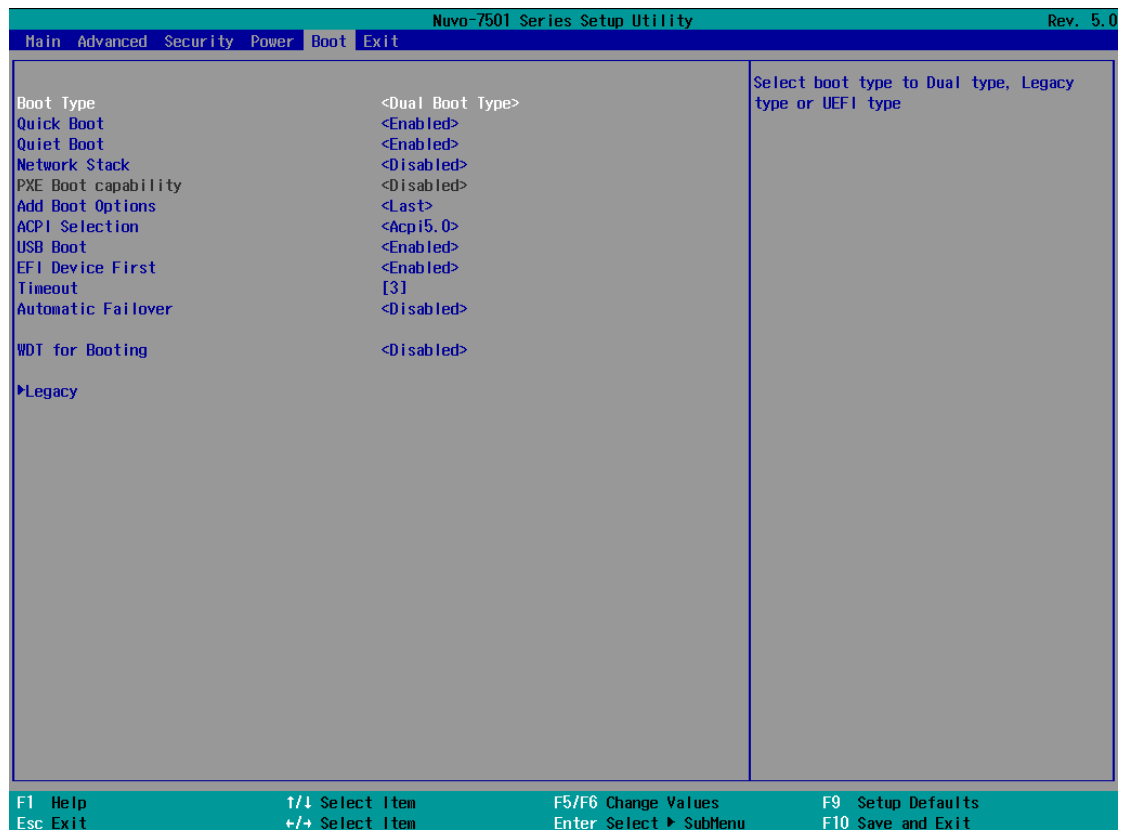 Nuvo-7501 Series Setup Utility Rev. 5.0
Main Advanced Security Power Boot Exit
Boot Type <Dual Boot Type>
Quick Boot <Enabled>
Quiet Boot <Enabled>
Network Stack <Disabled>
PXE Boot capability <Disabled>
Add Boot Options <Last>
ACPI Selection <Acpi5.0>
USB Boot <Enabled>
EFI Device First <Enabled>
Timeout [3]
Automatic Failover <Disabled>
WDT for Booting <Disabled>
▶Legacy
Select boot type to Dual type, Legacy
type or UEFI type
F1 Help ↑/↓ Select Item F5/F6 Change Values F9 Setup Defaults
Esc Exit ←/→ Select Item Enter Select ▶ SubMenu F10 Save and Exit